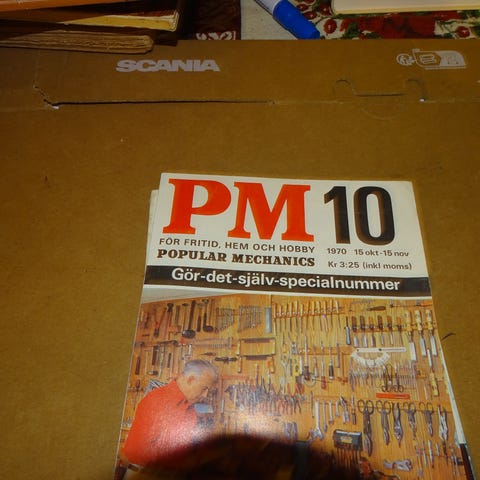 SCANIA
PM 10
FÖR FRITID, HEM OCH HOBBY
POPULAR MECHANICS
1970 15 okt - 15 nov
Kr 3:25 (inkl moms)
Gör-det-själv-specialnummer